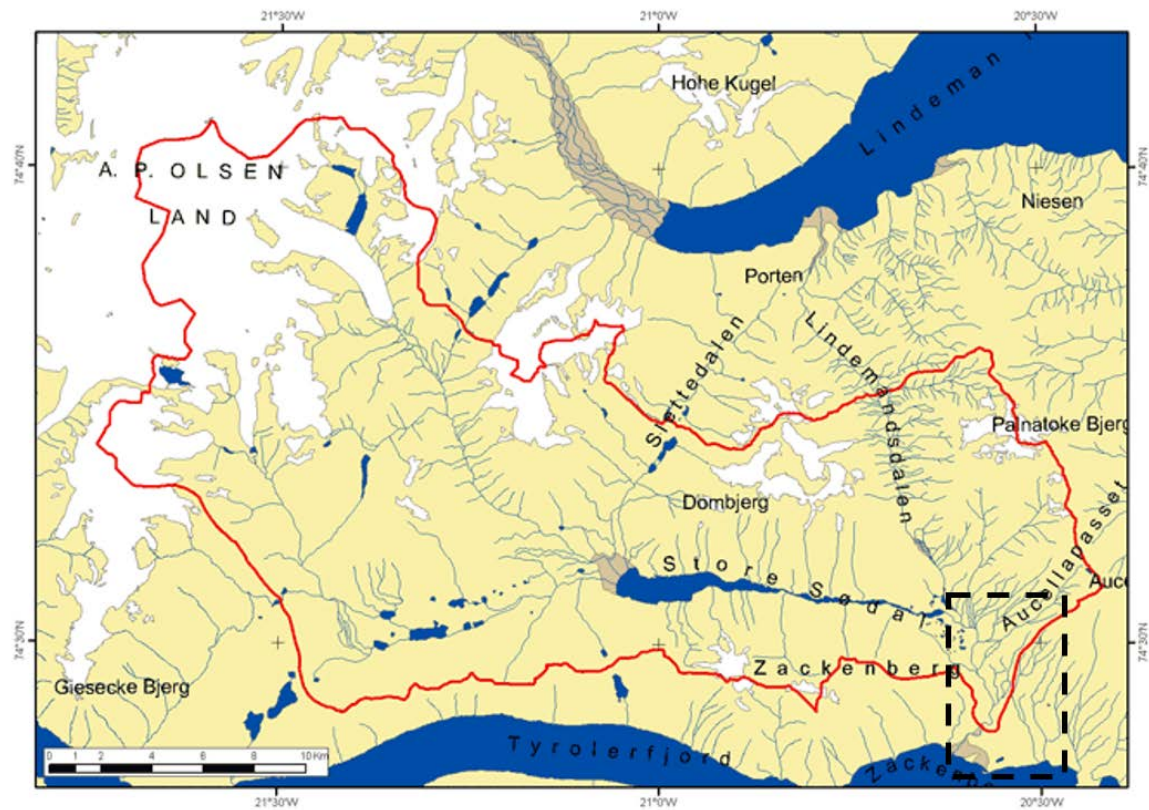 21°30'W
21°0'W
20°30'W
Hohe Kugel
Lindeman
74°40'N
74°40'N
A. P. OLSEN
LAND
Niesen
Porten
Slettedalen
Lindemandsdalen
Palnatoke Bjerg
Dombjerg
Aucellapasset
Store Sødal
Auce
74°30'N
74°30'N
Zackenberg
Giesecke Bjerg
Tyrolerfjord
Zackenbe
0 1 2 4 6 8 10 Km
21°30'W
21°0'W
20°30'W